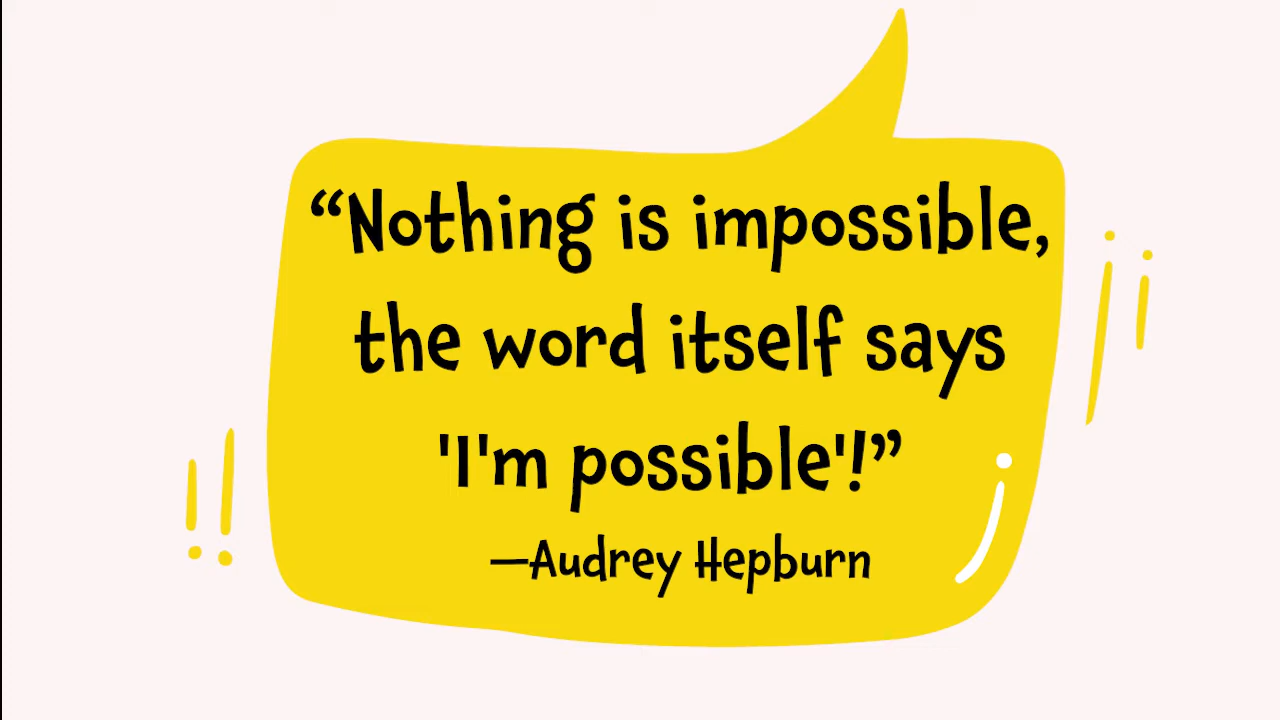 “Nothing is impossible,
the word itself says
'I'm possible'!”
—Audrey Hepburn